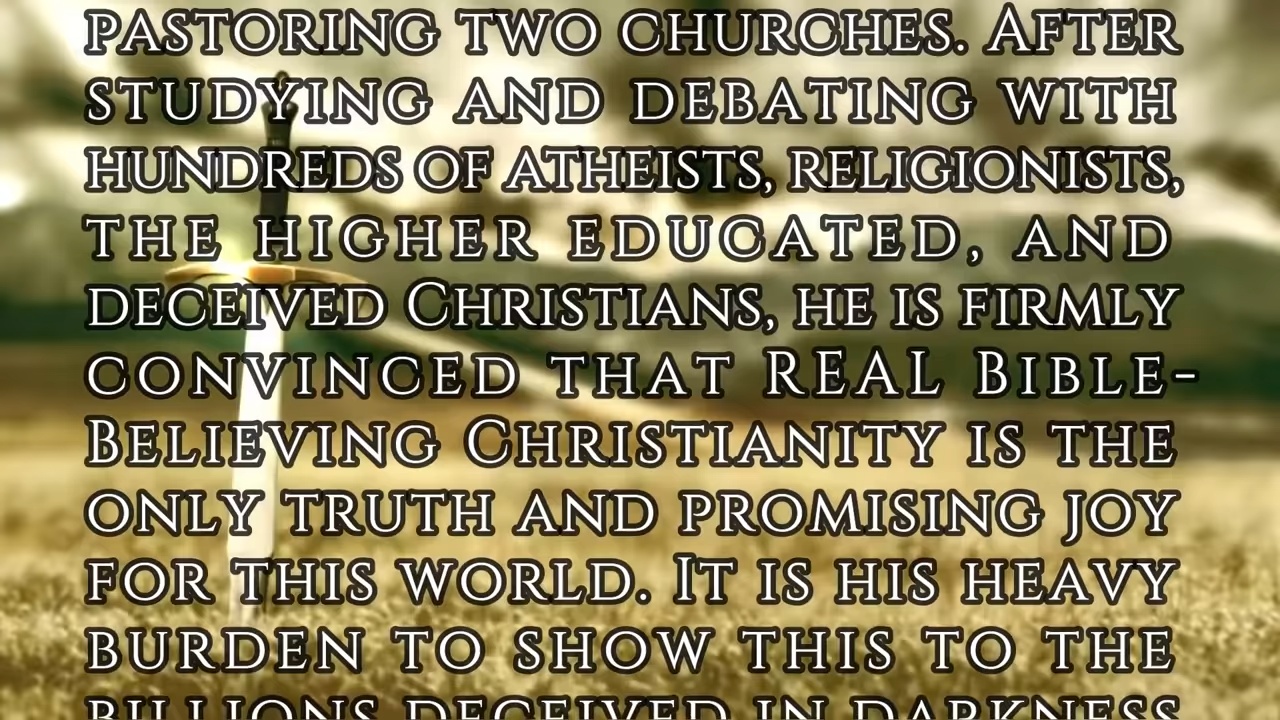 PASTORING TWO CHURCHES. AFTER
STUDYING AND DEBATING WITH
HUNDREDS OF ATHEISTS, RELIGIONISTS,
THE HIGHER EDUCATED, AND
DECEIVED CHRISTIANS, HE IS FIRMLY
CONVINCED THAT REAL BIBLE-
BELIEVING CHRISTIANITY IS THE
ONLY TRUTH AND PROMISING JOY
FOR THIS WORLD. IT IS HIS HEAVY
BURDEN TO SHOW THIS TO THE
BILLIONS DECEIVED IN DARKNESS